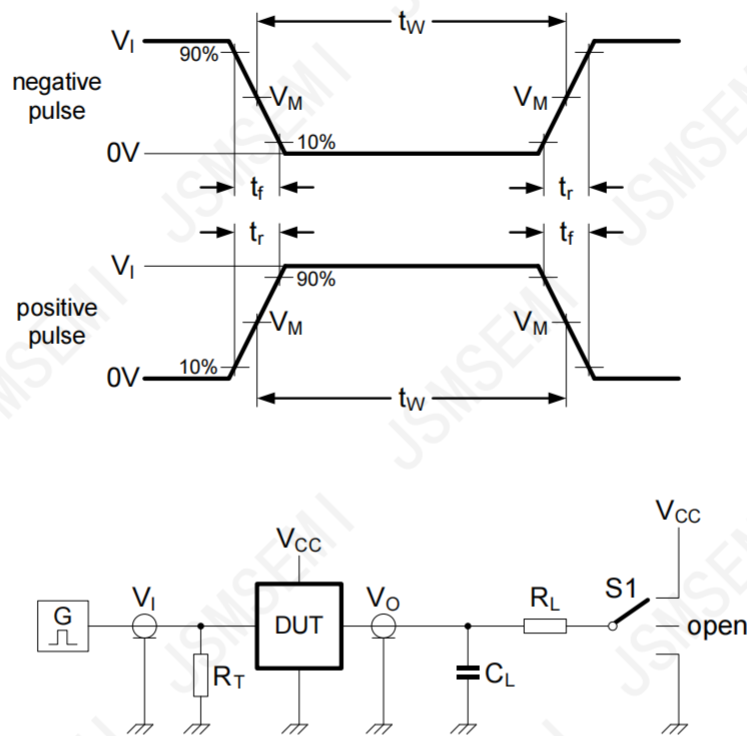 tW
VI
90%
negative
pulse
VM
VM
10%
0V
tf
tr
tr
tf
VI
90%
positive
pulse
VM
VM
10%
0V
tW
VCC
VCC
G
VI
DUT
VO
RL
S1
open
RT
CL
JSMSEMI
JSMSEMI
JSMSEMI
JSMSEMI
JSMSEMI
JSMSEMI